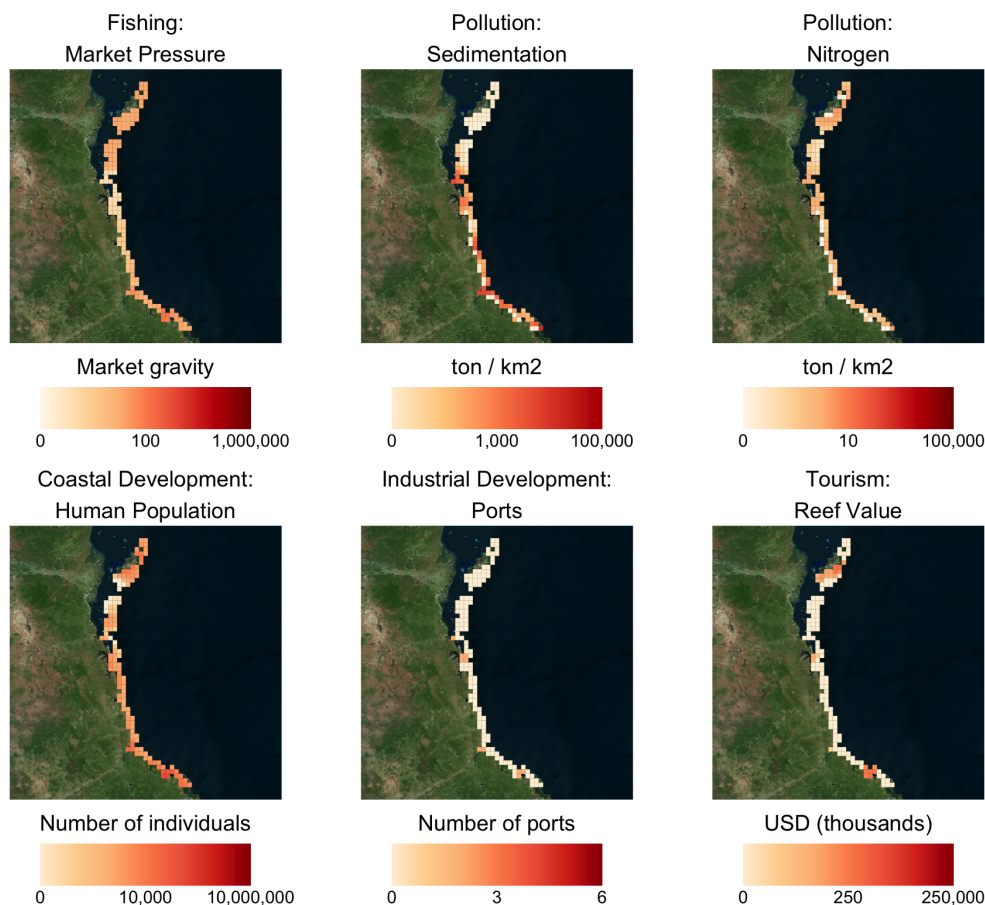 Fishing:
Market Pressure
Pollution:
Sedimentation
Pollution:
Nitrogen
Market gravity
0 100 1,000,000
ton / km2
0 1,000 100,000
ton / km2
0 10 100,000
Coastal Development:
Human Population
Industrial Development:
Ports
Tourism:
Reef Value
Number of individuals
0 10,000 10,000,000
Number of ports
0 3 6
USD (thousands)
0 250 250,000